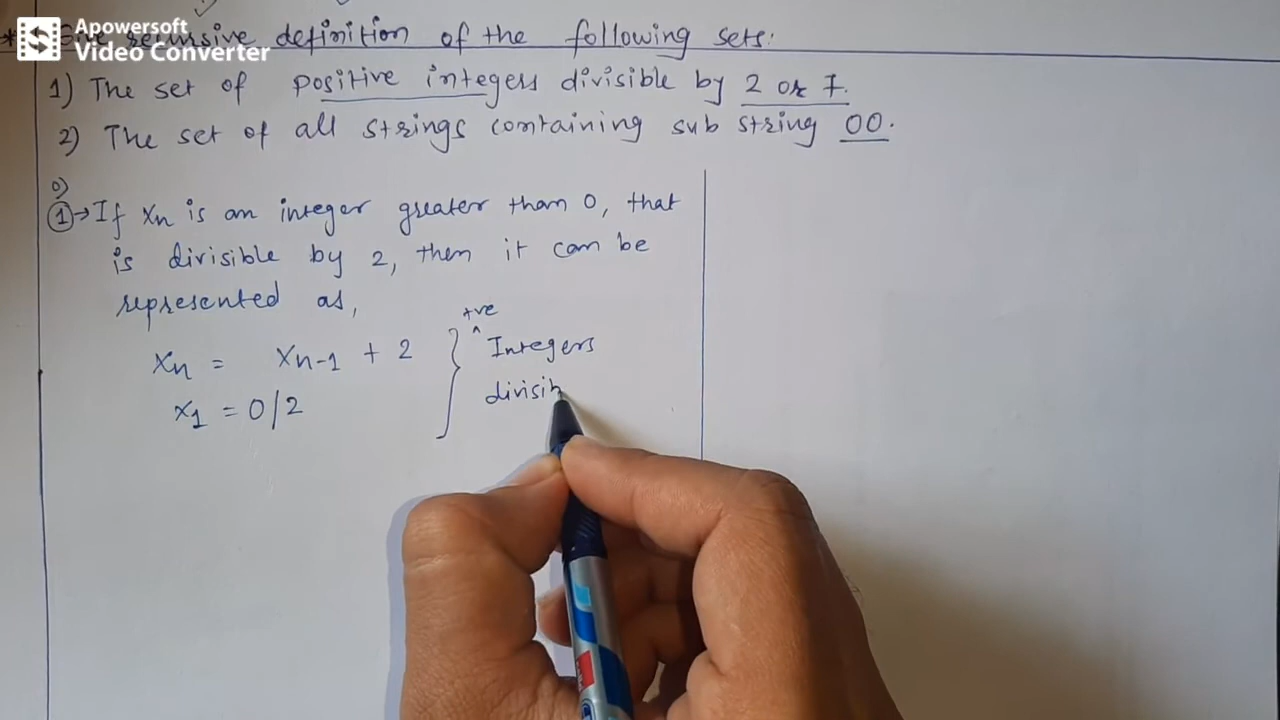 Apowersoft
Video Converter
* Give recursive definition of the following sets:
1) The set of positive integers divisible by 2 or 7.
2) The set of all strings containing sub string 00.
0)
1 → If xn is an integer greater than 0, that
is divisible by 2, then it can be
represented as,
xn = xn-1 + 2
x1 = 0/2
+ve
^ Integers
divisib